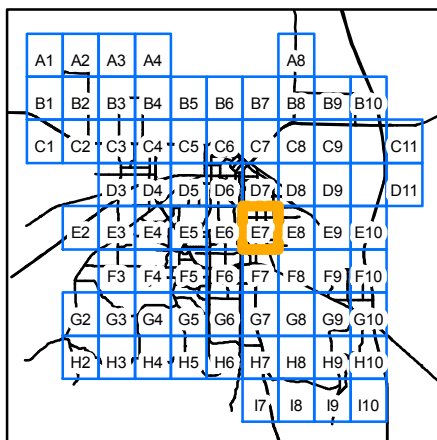 A1 A2 A3 A4 A8
B1 B2 B3 B4 B5 B6 B7 B8 B9 B10
C1 C2 C3 C4 C5 C6 C7 C8 C9 C11
D3 D4 D5 D6 D7 D8 D9 D11
E2 E3 E4 E5 E6 E7 E8 E9 E10
F3 F4 F5 F6 F7 F8 F9 F10
G2 G3 G4 G5 G6 G7 G8 G9 G10
H2 H3 H4 H5 H6 H7 H8 H9 H10
I7 I8 I9 I10